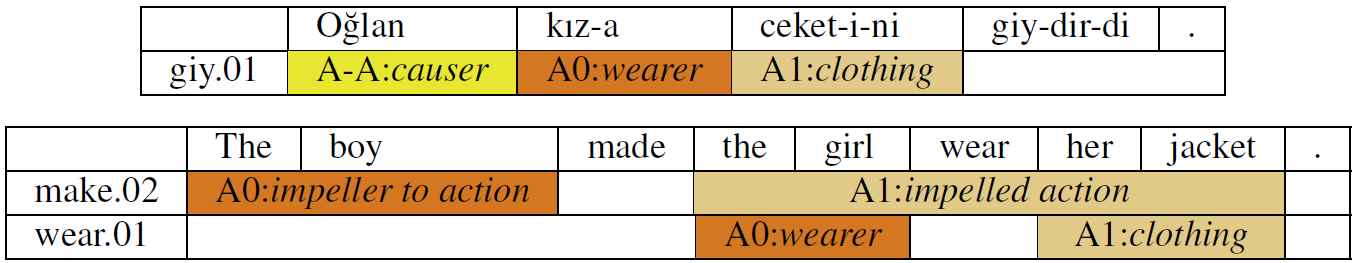 Oğlan kız-a ceket-i-ni giy-dir-di .
giy.01 A-A:causer A0:wearer A1:clothing
The boy made the girl wear her jacket .
make.02 A0:impeller to action A1:impelled action
wear.01 A0:wearer A1:clothing